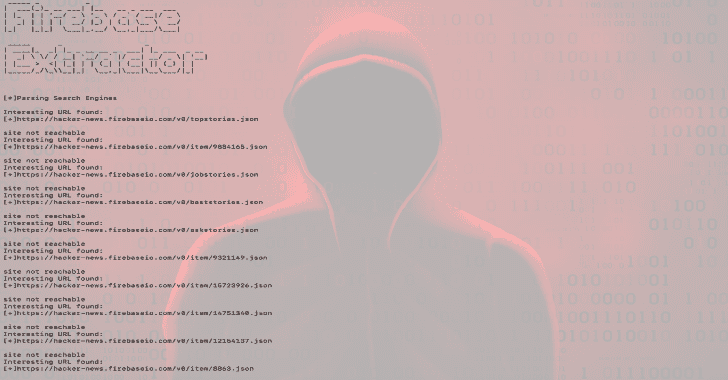 Firebase
Extractor
[*]Parsing Search Engines
Interesting URL found:
[+]https://hacker-news.firebaseio.com/v0/topstories.json
site not reachable
Interesting URL found:
[+]https://hacker-news.firebaseio.com/v0/item/9884165.json
site not reachable
Interesting URL found:
[+]https://hacker-news.firebaseio.com/v0/jobstories.json
site not reachable
Interesting URL found:
[+]https://hacker-news.firebaseio.com/v0/beststories.json
site not reachable
Interesting URL found:
[+]https://hacker-news.firebaseio.com/v0/askstories.json
site not reachable
Interesting URL found:
[+]https://hacker-news.firebaseio.com/v0/item/9321149.json
site not reachable
Interesting URL found:
[+]https://hacker-news.firebaseio.com/v0/item/15723926.json
site not reachable
Interesting URL found:
[+]https://hacker-news.firebaseio.com/v0/item/14751340.json
site not reachable
Interesting URL found:
[+]https://hacker-news.firebaseio.com/v0/item/12164137.json
site not reachable
Interesting URL found:
[+]https://hacker-news.firebaseio.com/v0/item/8863.json